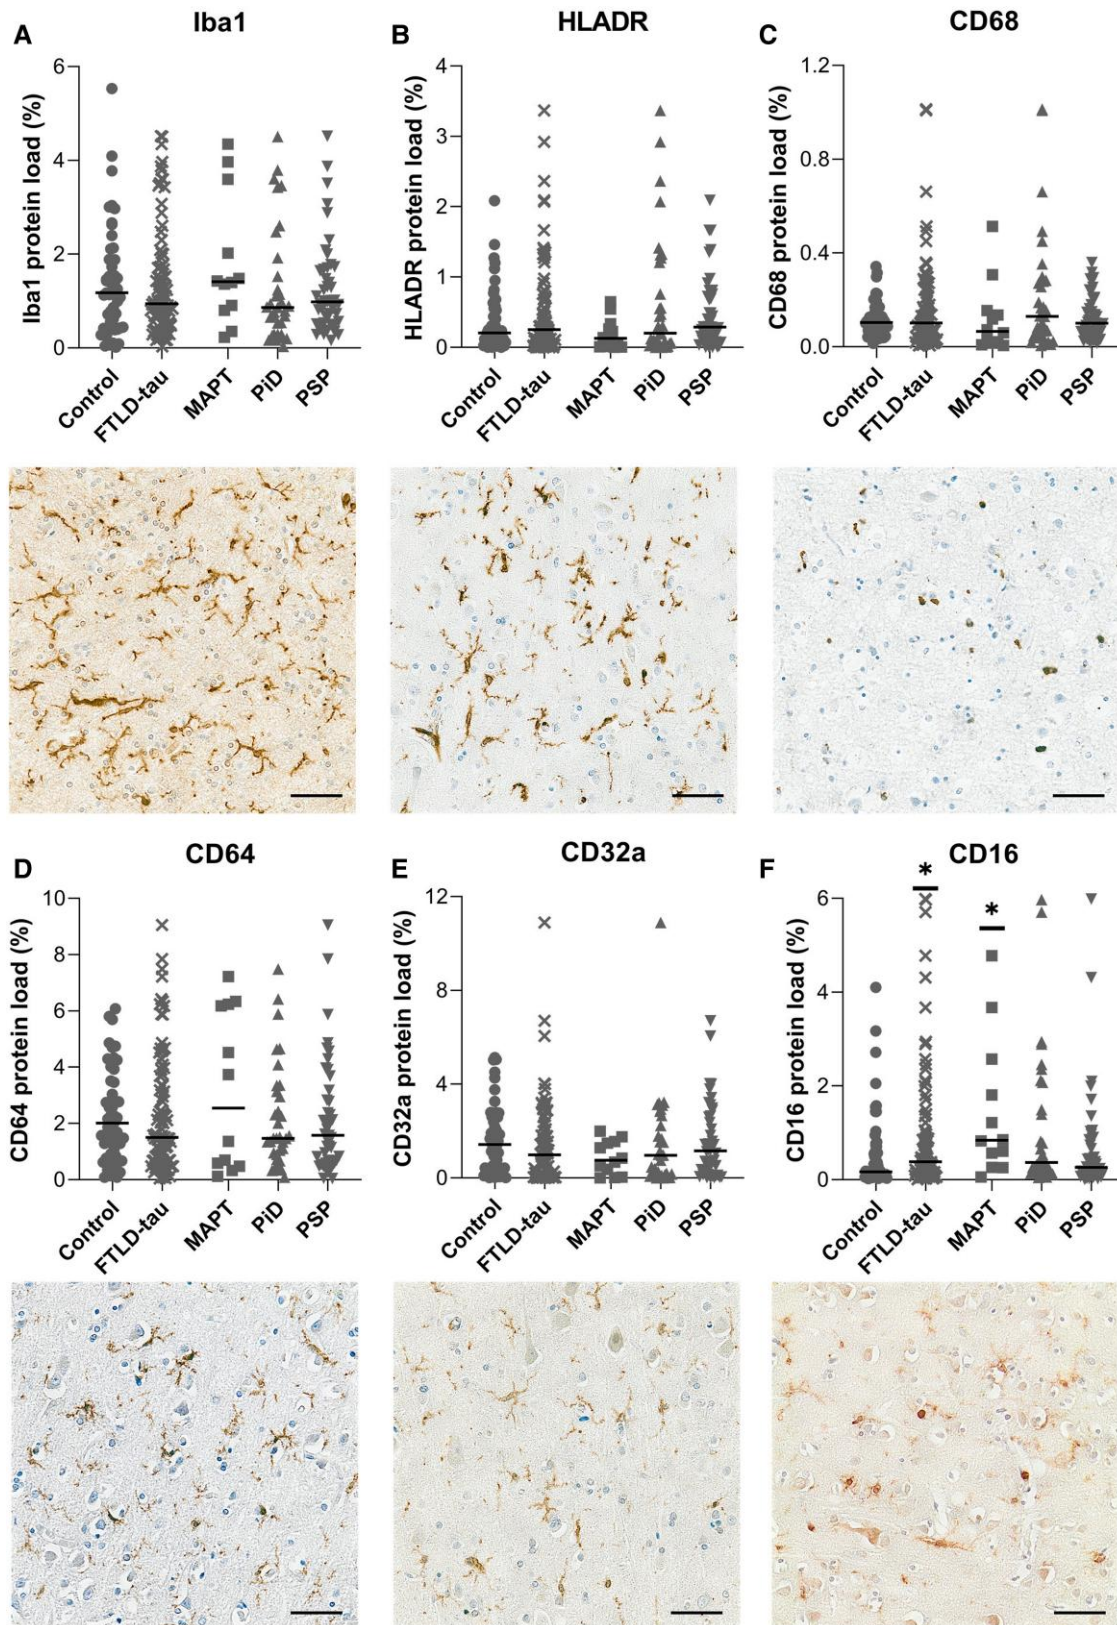 A Iba1
Iba1 protein load (%)
6
4
2
0
Control
FTLD-tau
MAPT
PiD
PSP
B HLADR
HLADR protein load (%)
4
3
2
1
0
Control
FTLD-tau
MAPT
PiD
PSP
C CD68
CD68 protein load (%)
1.2
0.8
0.4
0.0
Control
FTLD-tau
MAPT
PiD
PSP
D CD64
CD64 protein load (%)
10
8
6
4
2
0
Control
FTLD-tau
MAPT
PiD
PSP
E CD32a
CD32a protein load (%)
12
8
4
0
Control
FTLD-tau
MAPT
PiD
PSP
F CD16
CD16 protein load (%)
6
4
2
0
*
*
Control
FTLD-tau
MAPT
PiD
PSP